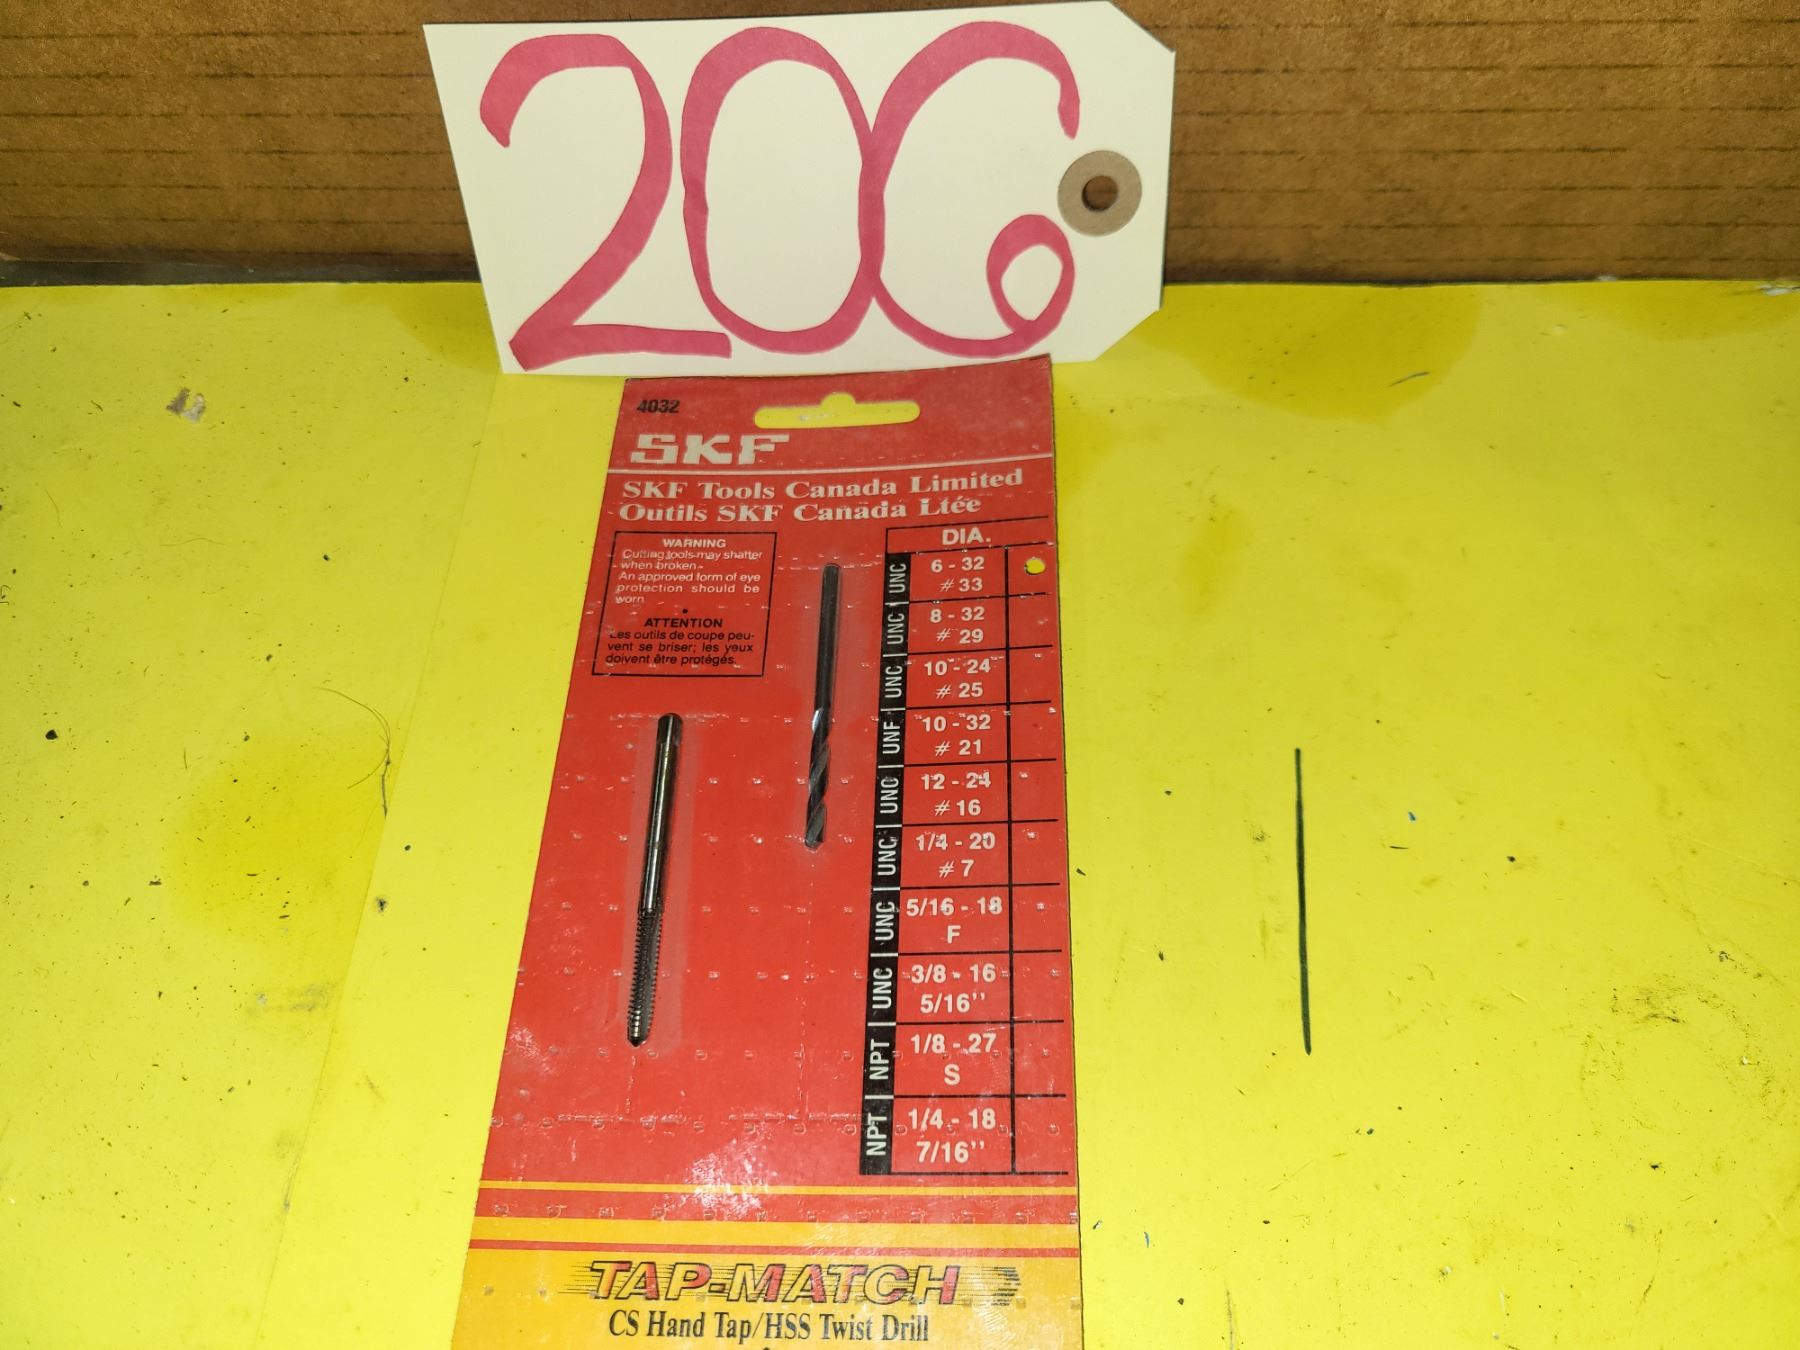 206
4032
SKF
SKF Tools Canada Limited
Outils SKF Canada Ltée
WARNING
Cutting tools may shatter
when broken.
An approved form of eye
protection should be
worn
ATTENTION
Les outils de coupe peu-
vent se briser; les yeux
doivent être protégés.
DIA.
UNC
6 - 32
# 33
UNC
8 - 32
# 29
UNC
10 - 24
# 25
UNF
10 - 32
# 21
UNC
12 - 24
# 16
UNC
1/4 - 20
# 7
UNC
5/16 - 18
F
UNC
3/8 - 16
5/16"
NPT
1/8 - 27
S
NPT
1/4 - 18
7/16"
TAP-MATCH
CS Hand Tap/HSS Twist Drill